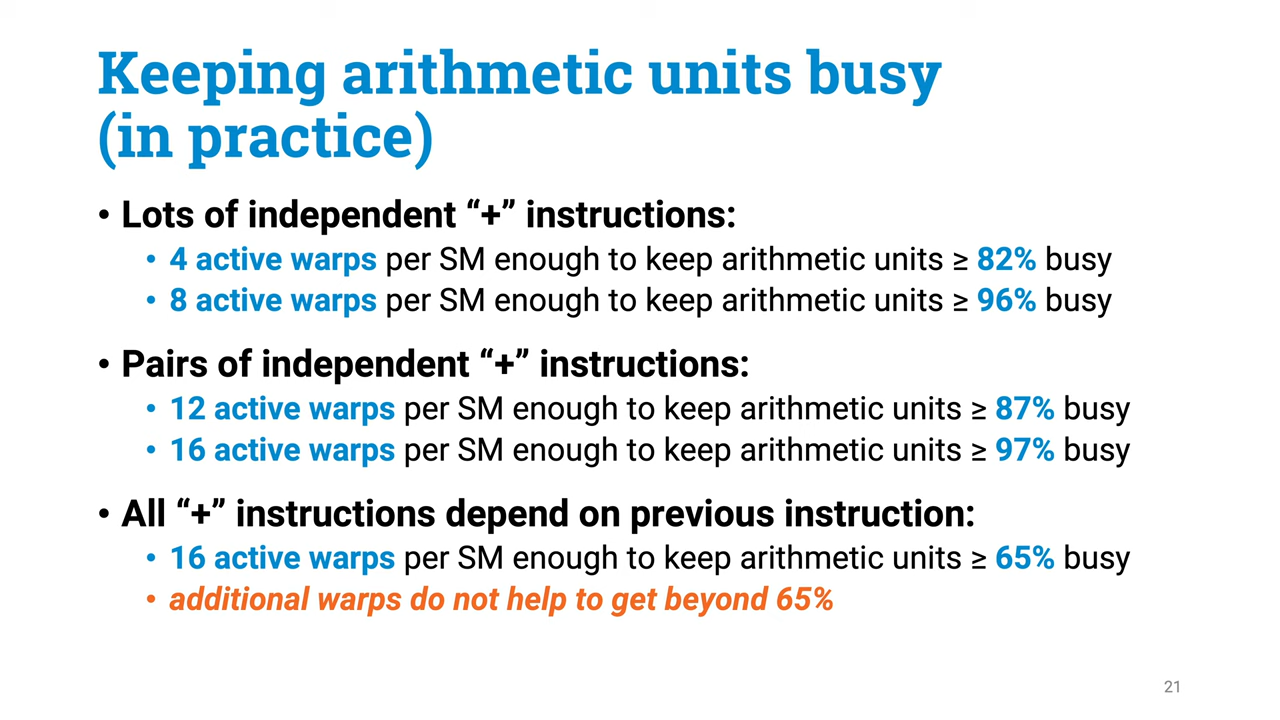 Keeping arithmetic units busy
(in practice)
• Lots of independent “+” instructions:
• 4 active warps per SM enough to keep arithmetic units ≥ 82% busy
• 8 active warps per SM enough to keep arithmetic units ≥ 96% busy
• Pairs of independent “+” instructions:
• 12 active warps per SM enough to keep arithmetic units ≥ 87% busy
• 16 active warps per SM enough to keep arithmetic units ≥ 97% busy
• All “+” instructions depend on previous instruction:
• 16 active warps per SM enough to keep arithmetic units ≥ 65% busy
• additional warps do not help to get beyond 65%
21